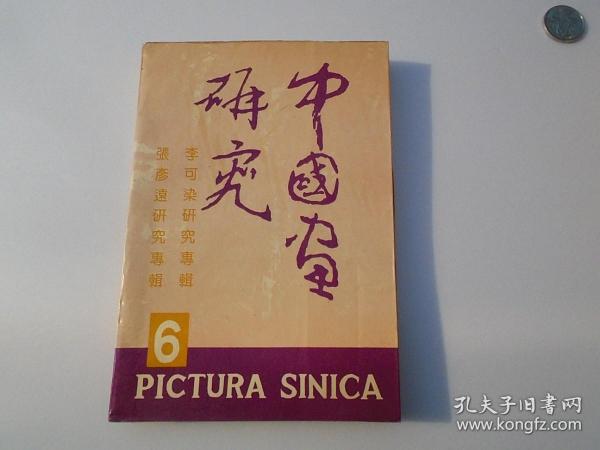 中國画
研究
李可染研究專輯
張彥遠研究專輯
6
PICTURA SINICA
孔夫子旧书网
www.kongfz.com